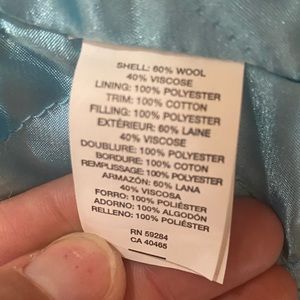 SHELL: 60% WOOL
40% VISCOSE
LINING: 100% POLYESTER
TRIM: 100% COTTON
FILLING: 100% POLYESTER
EXTÉRIEUR: 60% LAINE
40% VISCOSE
DOUBLURE: 100% POLYESTER
BORDURE: 100% COTON
REMPLISSAGE: 100% POLYESTER
ARMAZÓN: 60% LANA
40% VISCOSA
FORRO: 100% POLIÉSTER
ADORNO: 100% ALGODÓN
RELLENO: 100% POLIÉSTER
RN 59284
CA 40465